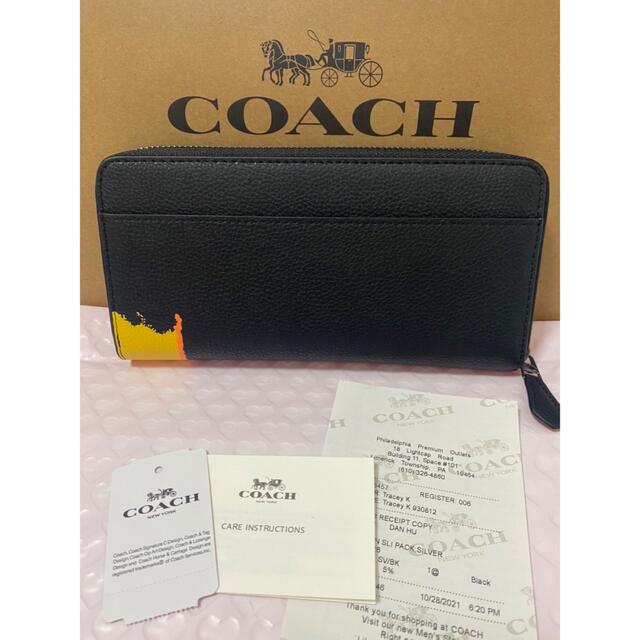 COACH
COACH
NEW YORK
Coach, Coach Signature C Design, Coach & Tag
Design, Coach Op Art Design, Coach & Lozenge
Design and Coach Horse & Carriage Design are
registered trademarks® of Coach Services, Inc.
COACH
CARE INSTRUCTIONS
COACH
NEW YORK
Philadelphia Premium Outlets
18 Lightcap Road
Building 11, Space #101
Township, PA 19464
(610)326-4860
REGISTER: 006
Tracey K
Tracey K 930812
RECEIPT COPY
DAN HU
SLI PACK,SILVER
SV/BK 1@ Black
5%
10/28/2021 6:20 PM
Thank you for shopping at
Visit our new Men's
Right